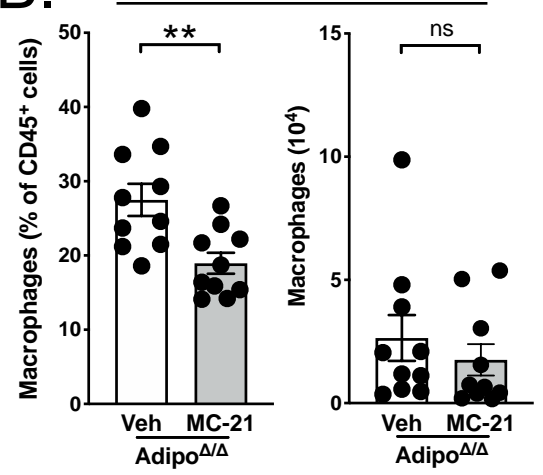 B.
50
40
30
20
10
0
Macrophages (% of CD45⁺ cells)
**
Veh MC-21
Adipo^Δ/Δ
15
10
5
0
Macrophages (10⁴)
ns
Veh MC-21
Adipo^Δ/Δ